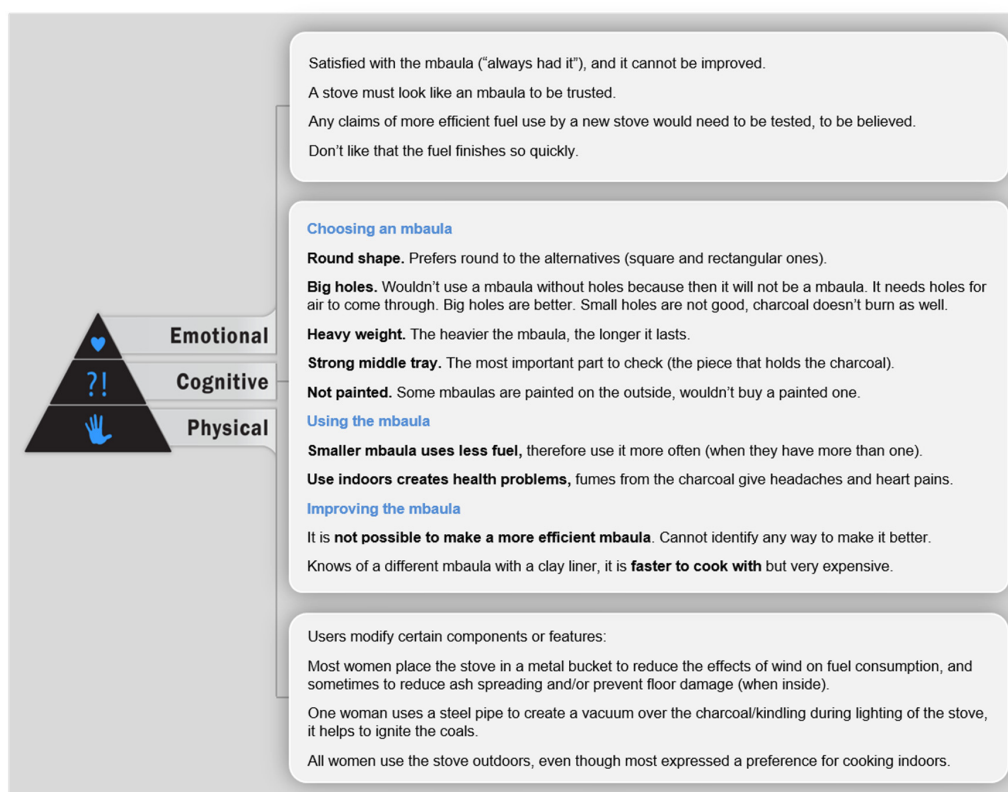 Satisfied with the mbaula (“always had it”), and it cannot be improved.
A stove must look like an mbaula to be trusted.
Any claims of more efficient fuel use by a new stove would need to be tested, to be believed.
Don’t like that the fuel finishes so quickly.
Emotional
?!
Cognitive
Physical
Choosing an mbaula
Round shape. Prefers round to the alternatives (square and rectangular ones).
Big holes. Wouldn’t use a mbaula without holes because then it will not be a mbaula. It needs holes for
air to come through. Big holes are better. Small holes are not good, charcoal doesn’t burn as well.
Heavy weight. The heavier the mbaula, the longer it lasts.
Strong middle tray. The most important part to check (the piece that holds the charcoal).
Not painted. Some mbaulas are painted on the outside, wouldn’t buy a painted one.
Using the mbaula
Smaller mbaula uses less fuel, therefore use it more often (when they have more than one).
Use indoors creates health problems, fumes from the charcoal give headaches and heart pains.
Improving the mbaula
It is not possible to make a more efficient mbaula. Cannot identify any way to make it better.
Knows of a different mbaula with a clay liner, it is faster to cook with but very expensive.
Users modify certain components or features:
Most women place the stove in a metal bucket to reduce the effects of wind on fuel consumption, and
sometimes to reduce ash spreading and/or prevent floor damage (when inside).
One woman uses a steel pipe to create a vacuum over the charcoal/kindling during lighting of the stove,
it helps to ignite the coals.
All women use the stove outdoors, even though most expressed a preference for cooking indoors.